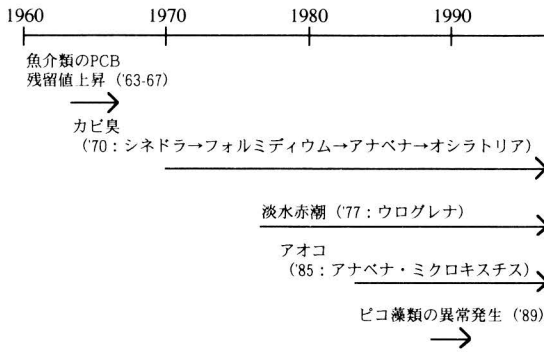 1960 1970 1980 1990
魚介類のPCB
残留値上昇（'63-67）
カビ臭
（'70：シネドラ→フォルミディウム→アナベナ→オシラトリア）
淡水赤潮（'77：ウログレナ）
アオコ
（'85：アナベナ・ミクロキスチス）
ピコ藻類の異常発生（'89）